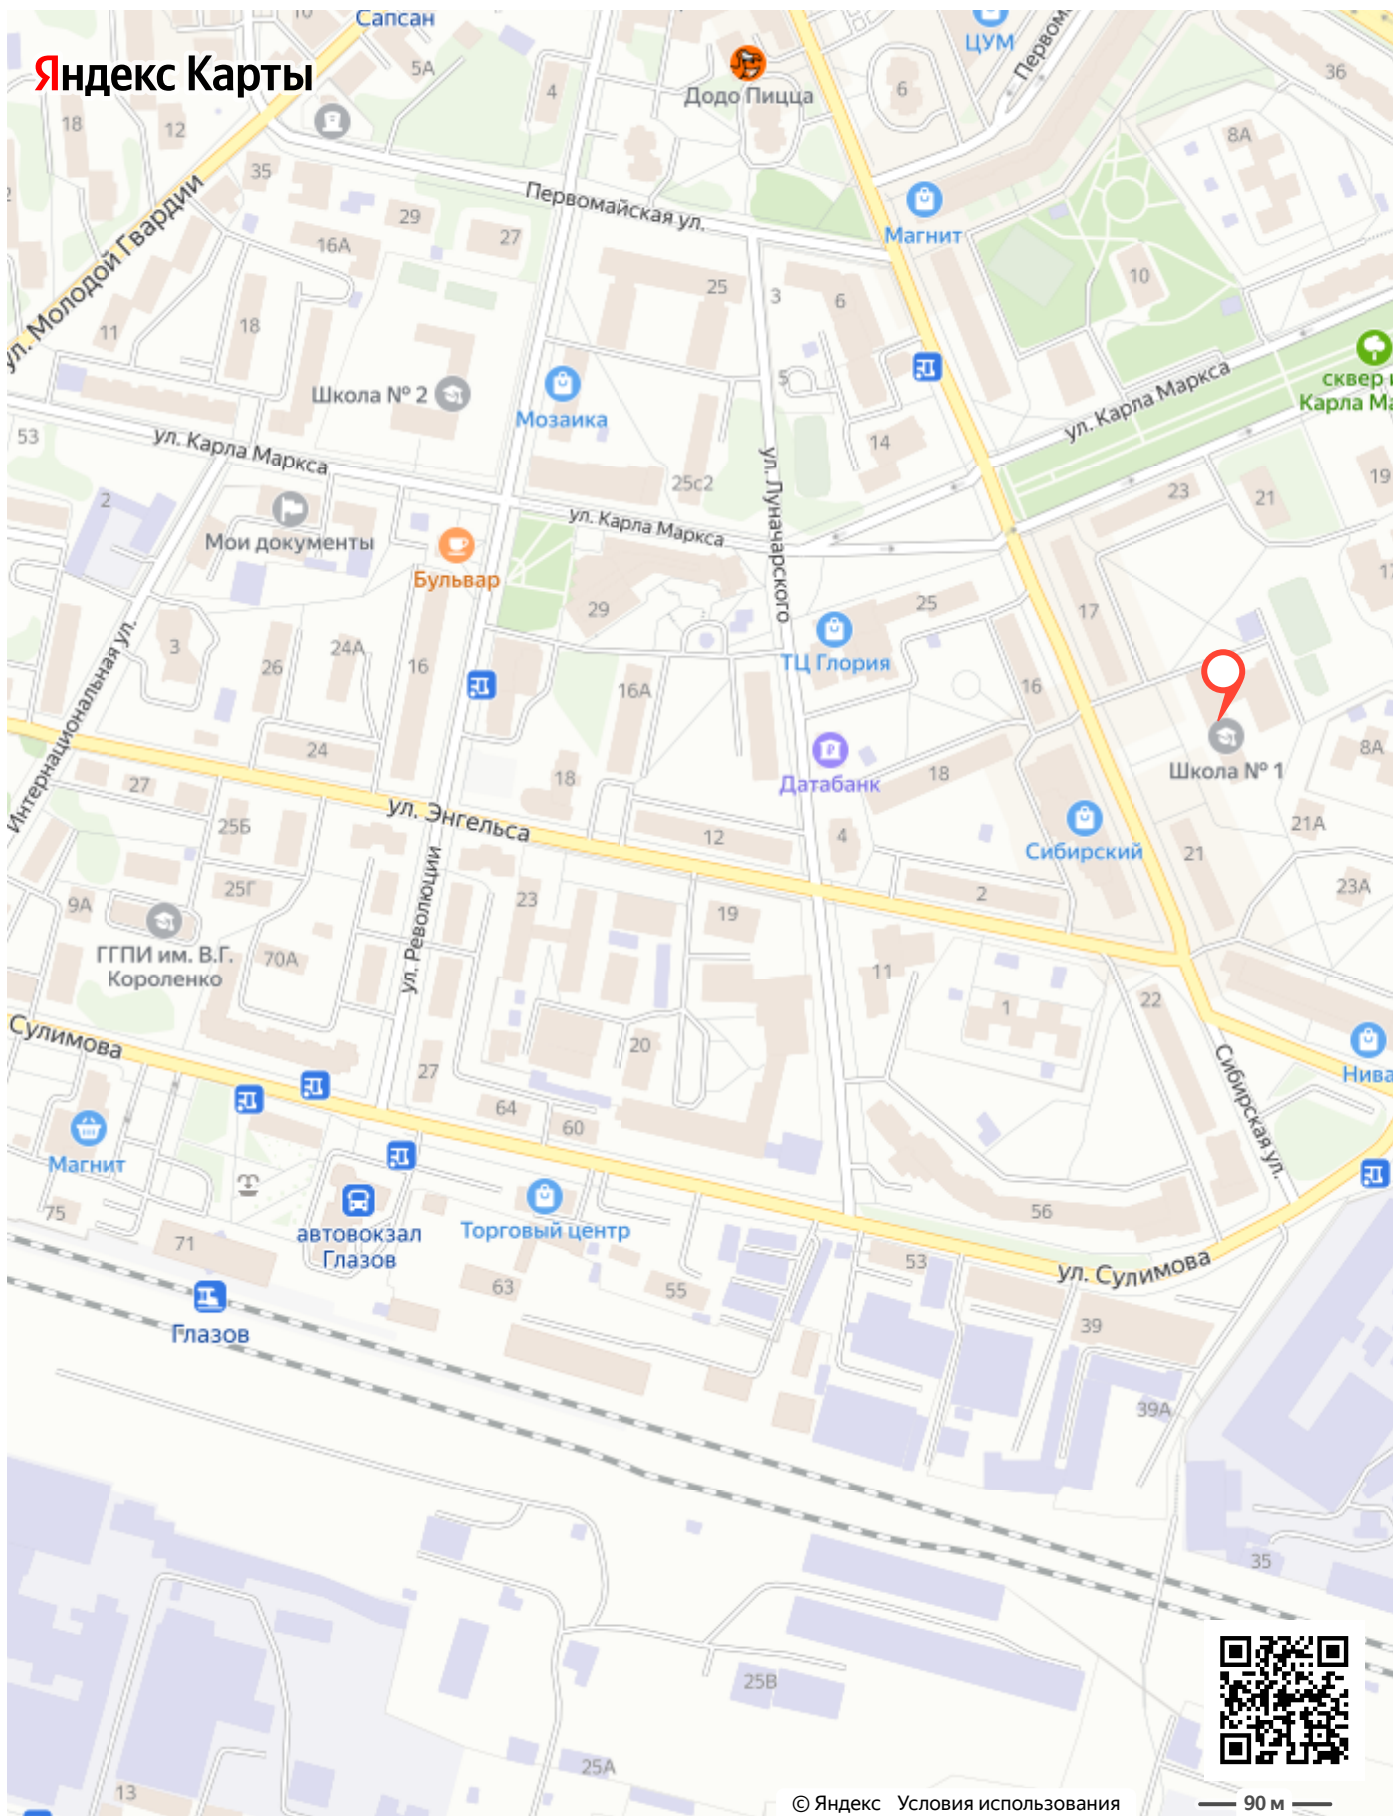 Сапсан
10
ЦУМ
Первом
Яндекс Карты
5А
4
Додо Пицца
6
36
18
12
8А
35
ул. Молодой Гвардии
Первомайская ул.
29
27
16А
Магнит
25
3
6
10
11
18
5
сквер и
Карла Ма
Школа № 2
Мозаика
ул. Карла Маркса
14
53
ул. Карла Маркса
ул. Луначарского
25с2
23
21
19
2
Мои документы
ул. Карла Маркса
Бульвар
29
25
17
17
Интернациональная ул.
3
26
24А
16
16А
ТЦ Глория
16
24
18
Датабанк
18
8А
Школа № 1
27
25Б
ул. Энгельса
12
4
Сибирский
21
21А
ул. Революции
25Г
9А
23
19
2
23А
ГГПИ им. В.Г.
Короленко
70А
11
1
22
Сулимова
20
27
Сибирская ул.
Нива
64
60
Магнит
75
71
автовокзал
Глазов
Торговый центр
56
63
55
53
ул. Сулимова
Глазов
39
39А
35
25В
25А
13
© Яндекс Условия использования
90 м